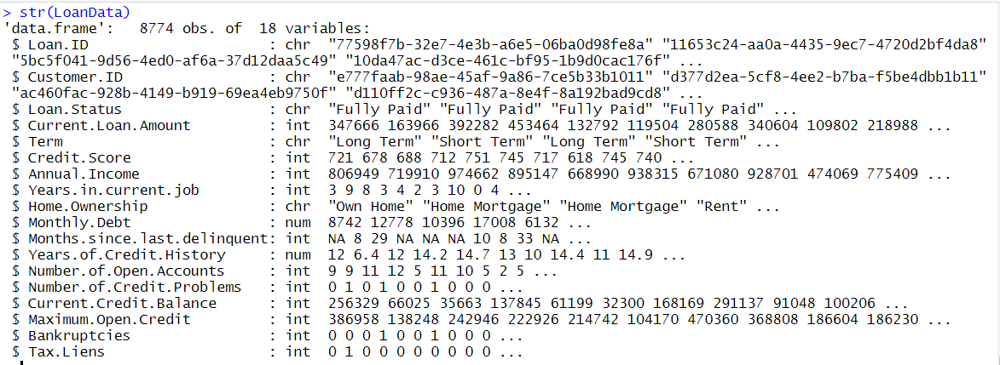 > str(LoanData)
'data.frame':   8774 obs. of  18 variables:
 $ Loan.ID                     : chr  "77598f7b-32e7-4e3b-a6e5-06ba0d98fe8a" "11653c24-aa0a-4435-9ec7-4720d2bf4da8"
"5bc5f041-9d56-4ed0-af6a-37d12daa5c49" "10da47ac-d3ce-461c-bf95-1b9d0cac176f" ...
 $ Customer.ID                 : chr  "e777faab-98ae-45af-9a86-7ce5b33b1011" "d377d2ea-5cf8-4ee2-b7ba-f5be4dbb1b11"
"ac460fac-928b-4149-b919-69ea4eb9750f" "d110ff2c-c936-487a-8e4f-8a192bad9cd8" ...
 $ Loan.Status                 : chr  "Fully Paid" "Fully Paid" "Fully Paid" "Fully Paid" ...
 $ Current.Loan.Amount         : int  347666 163966 392282 453464 132792 119504 280588 340604 109802 218988 ...
 $ Term                        : chr  "Long Term" "Short Term" "Long Term" "Short Term" ...
 $ Credit.Score                : int  721 678 688 712 751 745 717 618 745 740 ...
 $ Annual.Income               : int  806949 719910 974662 895147 668990 938315 671080 928701 474069 775409 ...
 $ Years.in.current.job        : int  3 9 8 3 4 2 3 10 0 4 ...
 $ Home.Ownership              : chr  "Own Home" "Home Mortgage" "Home Mortgage" "Rent" ...
 $ Monthly.Debt                : num  8742 12778 10396 17008 6132 ...
 $ Months.since.last.delinquent: int  NA 8 29 NA NA NA 10 8 33 NA ...
 $ Years.of.Credit.History     : num  12 6.4 12 14.2 14.7 13 10 14.4 11 14.9 ...
 $ Number.of.Open.Accounts     : int  9 9 11 12 5 11 10 5 2 5 ...
 $ Number.of.Credit.Problems   : int  0 1 0 1 0 0 1 0 0 0 ...
 $ Current.Credit.Balance      : int  256329 66025 35663 137845 61199 32300 168169 291137 91048 100206 ...
 $ Maximum.Open.Credit         : int  386958 138248 242946 222926 214742 104170 470360 368808 186604 186230 ...
 $ Bankruptcies                : int  0 0 0 1 0 0 1 0 0 0 ...
 $ Tax.Liens                   : int  0 1 0 0 0 0 0 0 0 0 ...